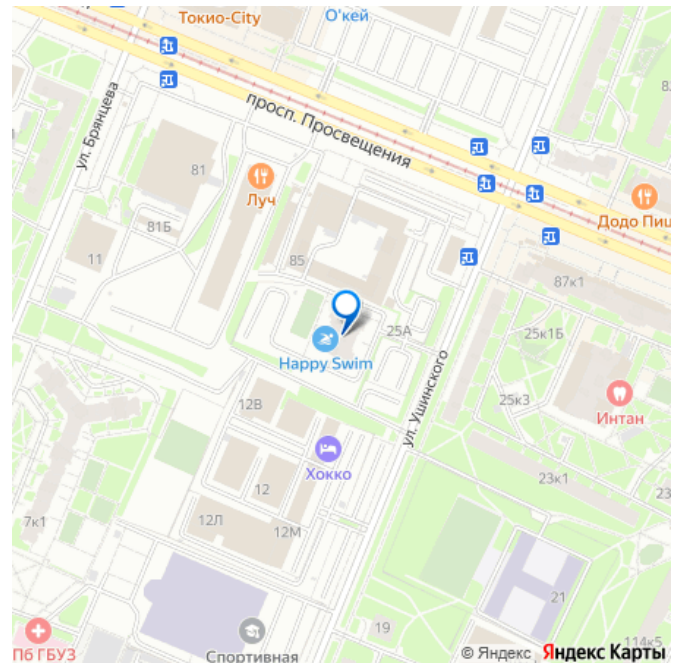 Токио-City
О'кей
ул. Брянцева
просп. Просвещения
81
Луч
81Б
Додо Пиц
11
85
87к1
25А
25к1Б
Happy Swim
ул. Ушинского
12В
25к3
Интан
Хокко
23к1
12
23
7к1
12Л
12М
21
19
114к5
Пб ГБУЗ
Спортивная
© Яндекс Яндекс Карты